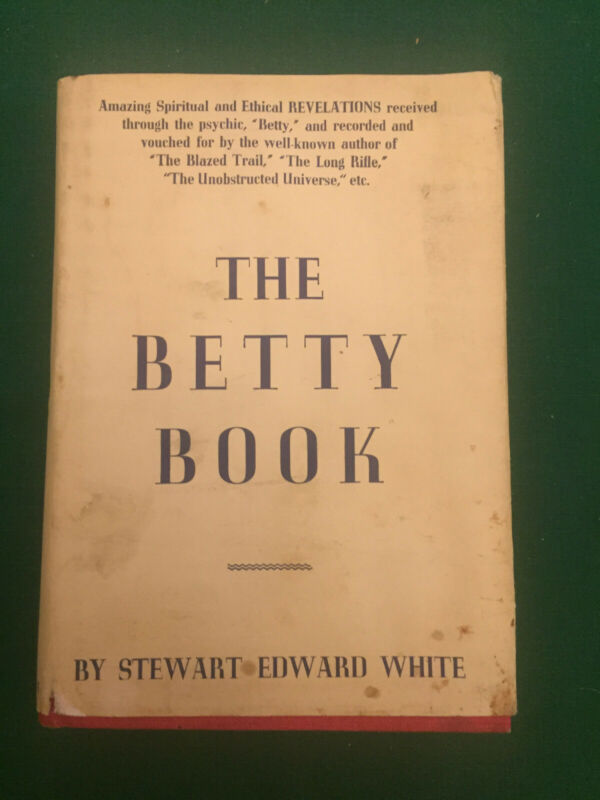 Amazing Spiritual and Ethical REVELATIONS received
through the psychic, "Betty," and recorded and
vouched for by the well-known author of
"The Blazed Trail," "The Long Rifle,"
"The Unobstructed Universe," etc.
THE
BETTY
BOOK
BY STEWART EDWARD WHITE